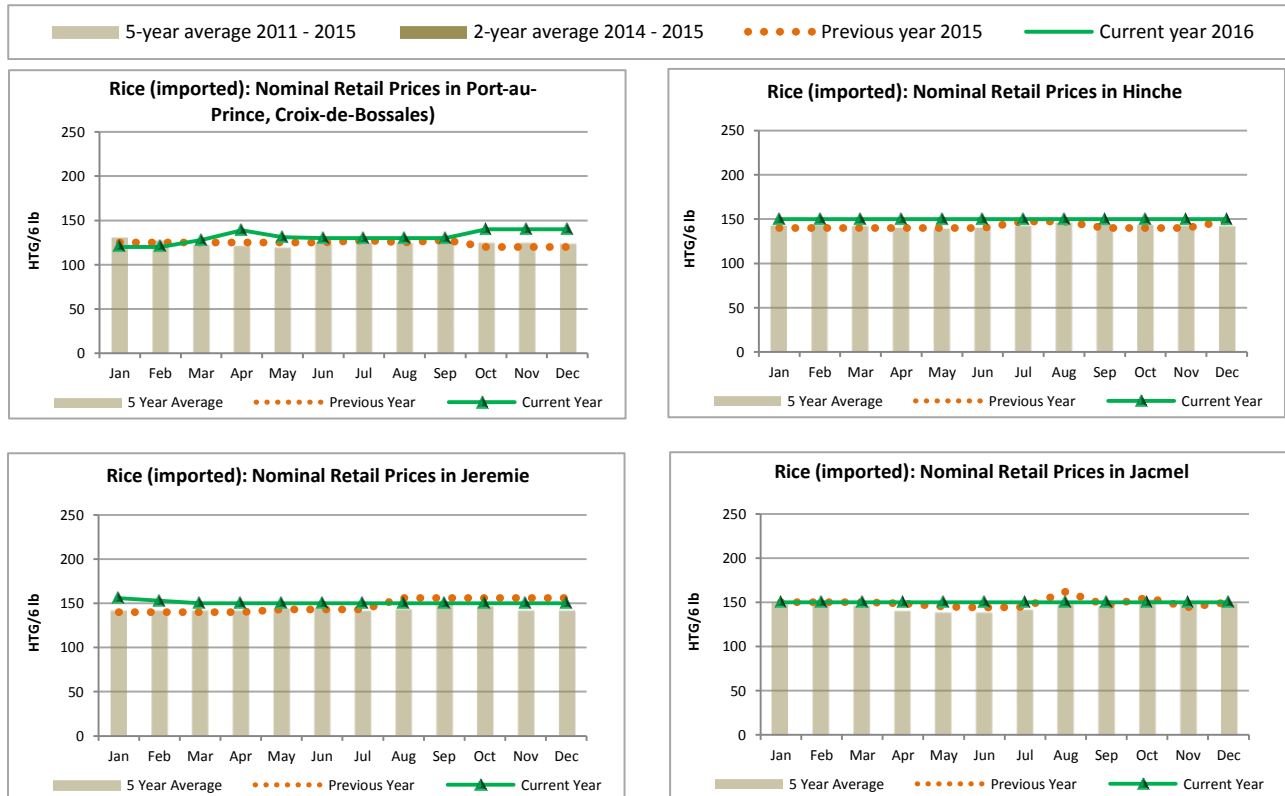 5-year average 2011 - 2015 2-year average 2014 - 2015 Previous year 2015 Current year 2016
Rice (imported): Nominal Retail Prices in Port-au-
Prince, Croix-de-Bossales)
HTG/6 lb
250
200
150
100
50
0
Jan Feb Mar Apr May Jun Jul Aug Sep Oct Nov Dec
5 Year Average Previous Year Current Year
Rice (imported): Nominal Retail Prices in Hinche
HTG/6 lb
250
200
150
100
50
0
Jan Feb Mar Apr May Jun Jul Aug Sep Oct Nov Dec
5 Year Average Previous Year Current Year
Rice (imported): Nominal Retail Prices in Jeremie
HTG/6 lb
250
200
150
100
50
0
Jan Feb Mar Apr May Jun Jul Aug Sep Oct Nov Dec
5 Year Average Previous Year Current Year
Rice (imported): Nominal Retail Prices in Jacmel
HTG/6 lb
250
200
150
100
50
0
Jan Feb Mar Apr May Jun Jul Aug Sep Oct Nov Dec
5 Year Average Previous Year Current Year